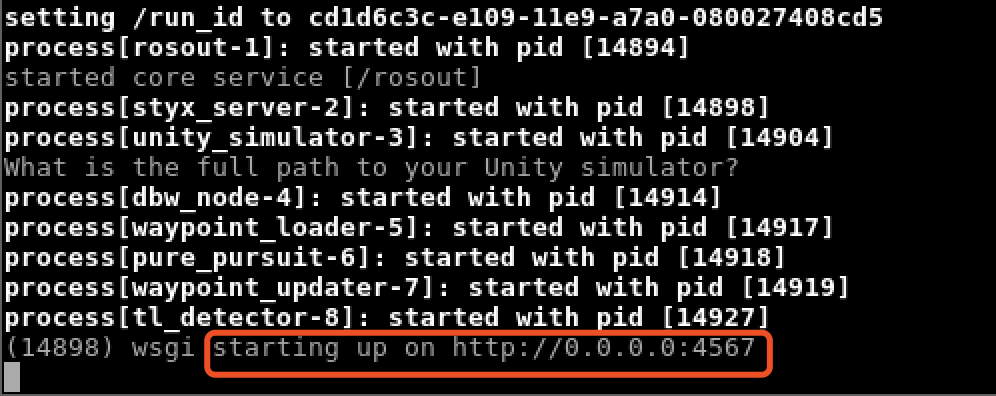 setting /run_id to cd1d6c3c-e109-11e9-a7a0-080027408cd5
process[rosout-1]: started with pid [14894]
started core service [/rosout]
process[styx_server-2]: started with pid [14898]
process[unity_simulator-3]: started with pid [14904]
What is the full path to your Unity simulator?
process[dbw_node-4]: started with pid [14914]
process[waypoint_loader-5]: started with pid [14917]
process[pure_pursuit-6]: started with pid [14918]
process[waypoint_updater-7]: started with pid [14919]
process[tl_detector-8]: started with pid [14927]
(14898) wsgi starting up on http://0.0.0.0:4567